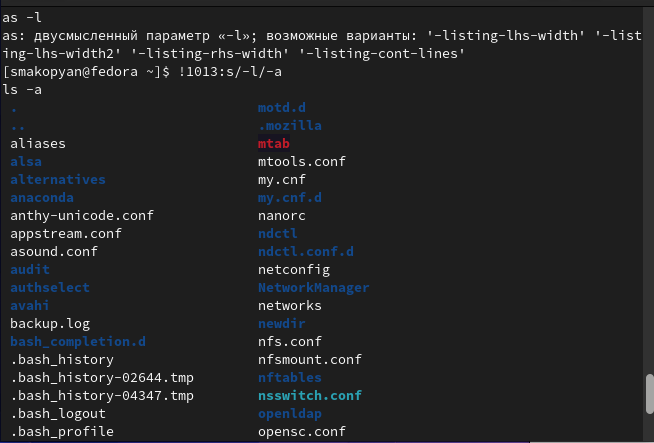 as -l
as: двусмысленный параметр «-l»; возможные варианты: '-listing-lhs-width' '-list
ing-lhs-width2' '-listing-rhs-width' '-listing-cont-lines'
[smakopyan@fedora ~]$ !1013:s/-l/-a
ls -a
. motd.d
.. .mozilla
aliases mtab
alsa mtools.conf
alternatives my.cnf
anaconda my.cnf.d
anthy-unicode.conf nanorc
appstream.conf ndctl
asound.conf ndctl.conf.d
audit netconfig
authselect NetworkManager
avahi networks
backup.log newdir
bash_completion.d nfs.conf
.bash_history nfsmount.conf
.bash_history-02644.tmp nftables
.bash_history-04347.tmp nsswitch.conf
.bash_logout openldap
.bash_profile opensc.conf